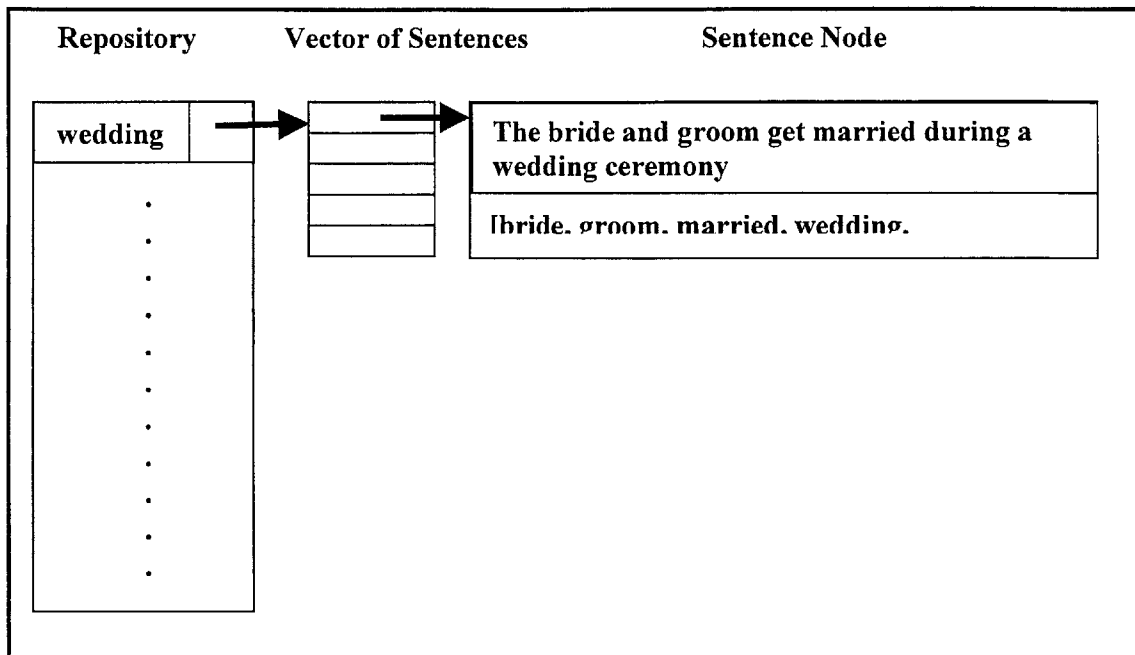 Repository Vector of Sentences Sentence Node
wedding
The bride and groom get married during a
wedding ceremony
[bride, groom, married, wedding,